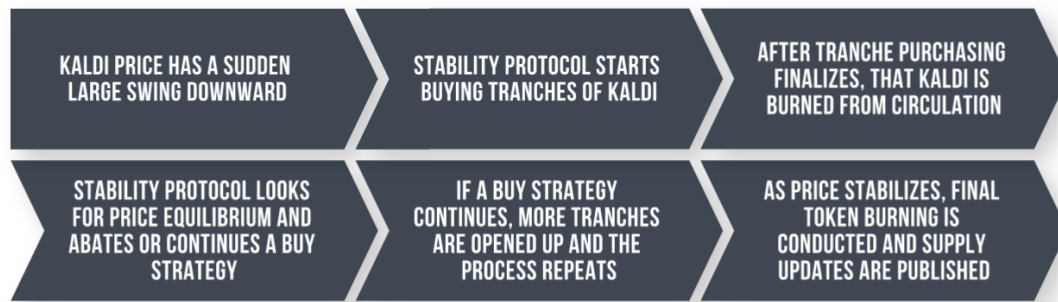 KALDI PRICE HAS A SUDDEN
LARGE SWING DOWNWARD
STABILITY PROTOCOL STARTS
BUYING TRANCHES OF KALDI
AFTER TRANCHE PURCHASING
FINALIZES, THAT KALDI IS
BURNED FROM CIRCULATION
STABILITY PROTOCOL LOOKS
FOR PRICE EQUILIBRIUM AND
ABATES OR CONTINUES A BUY
STRATEGY
IF A BUY STRATEGY
CONTINUES, MORE TRANCHES
ARE OPENED UP AND THE
PROCESS REPEATS
AS PRICE STABILIZES, FINAL
TOKEN BURNING IS
CONDUCTED AND SUPPLY
UPDATES ARE PUBLISHED